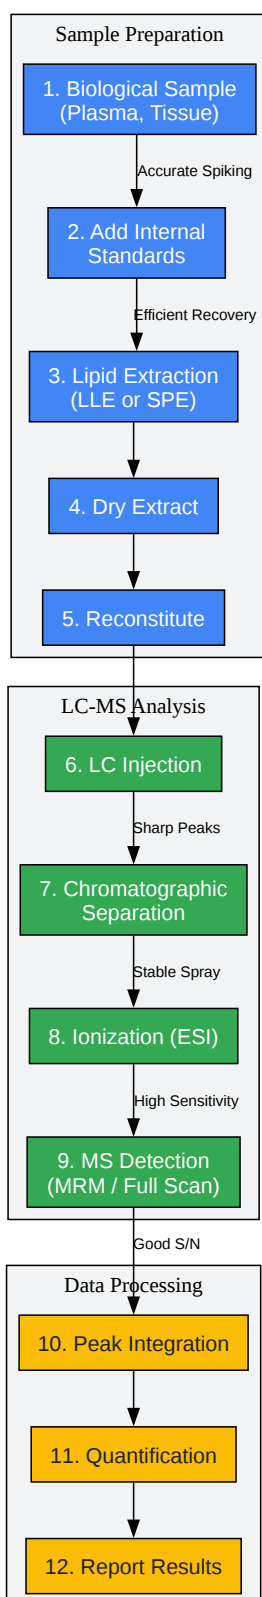 Sample Preparation
1. Biological Sample
(Plasma, Tissue)
Accurate Spiking
2. Add Internal
Standards
Efficient Recovery
3. Lipid Extraction
(LLE or SPE)
4. Dry Extract
5. Reconstitute
LC-MS Analysis
6. LC Injection
Sharp Peaks
7. Chromatographic
Separation
Stable Spray
8. Ionization (ESI)
High Sensitivity
9. MS Detection
(MRM / Full Scan)
Good S/N
Data Processing
10. Peak Integration
11. Quantification
12. Report Results